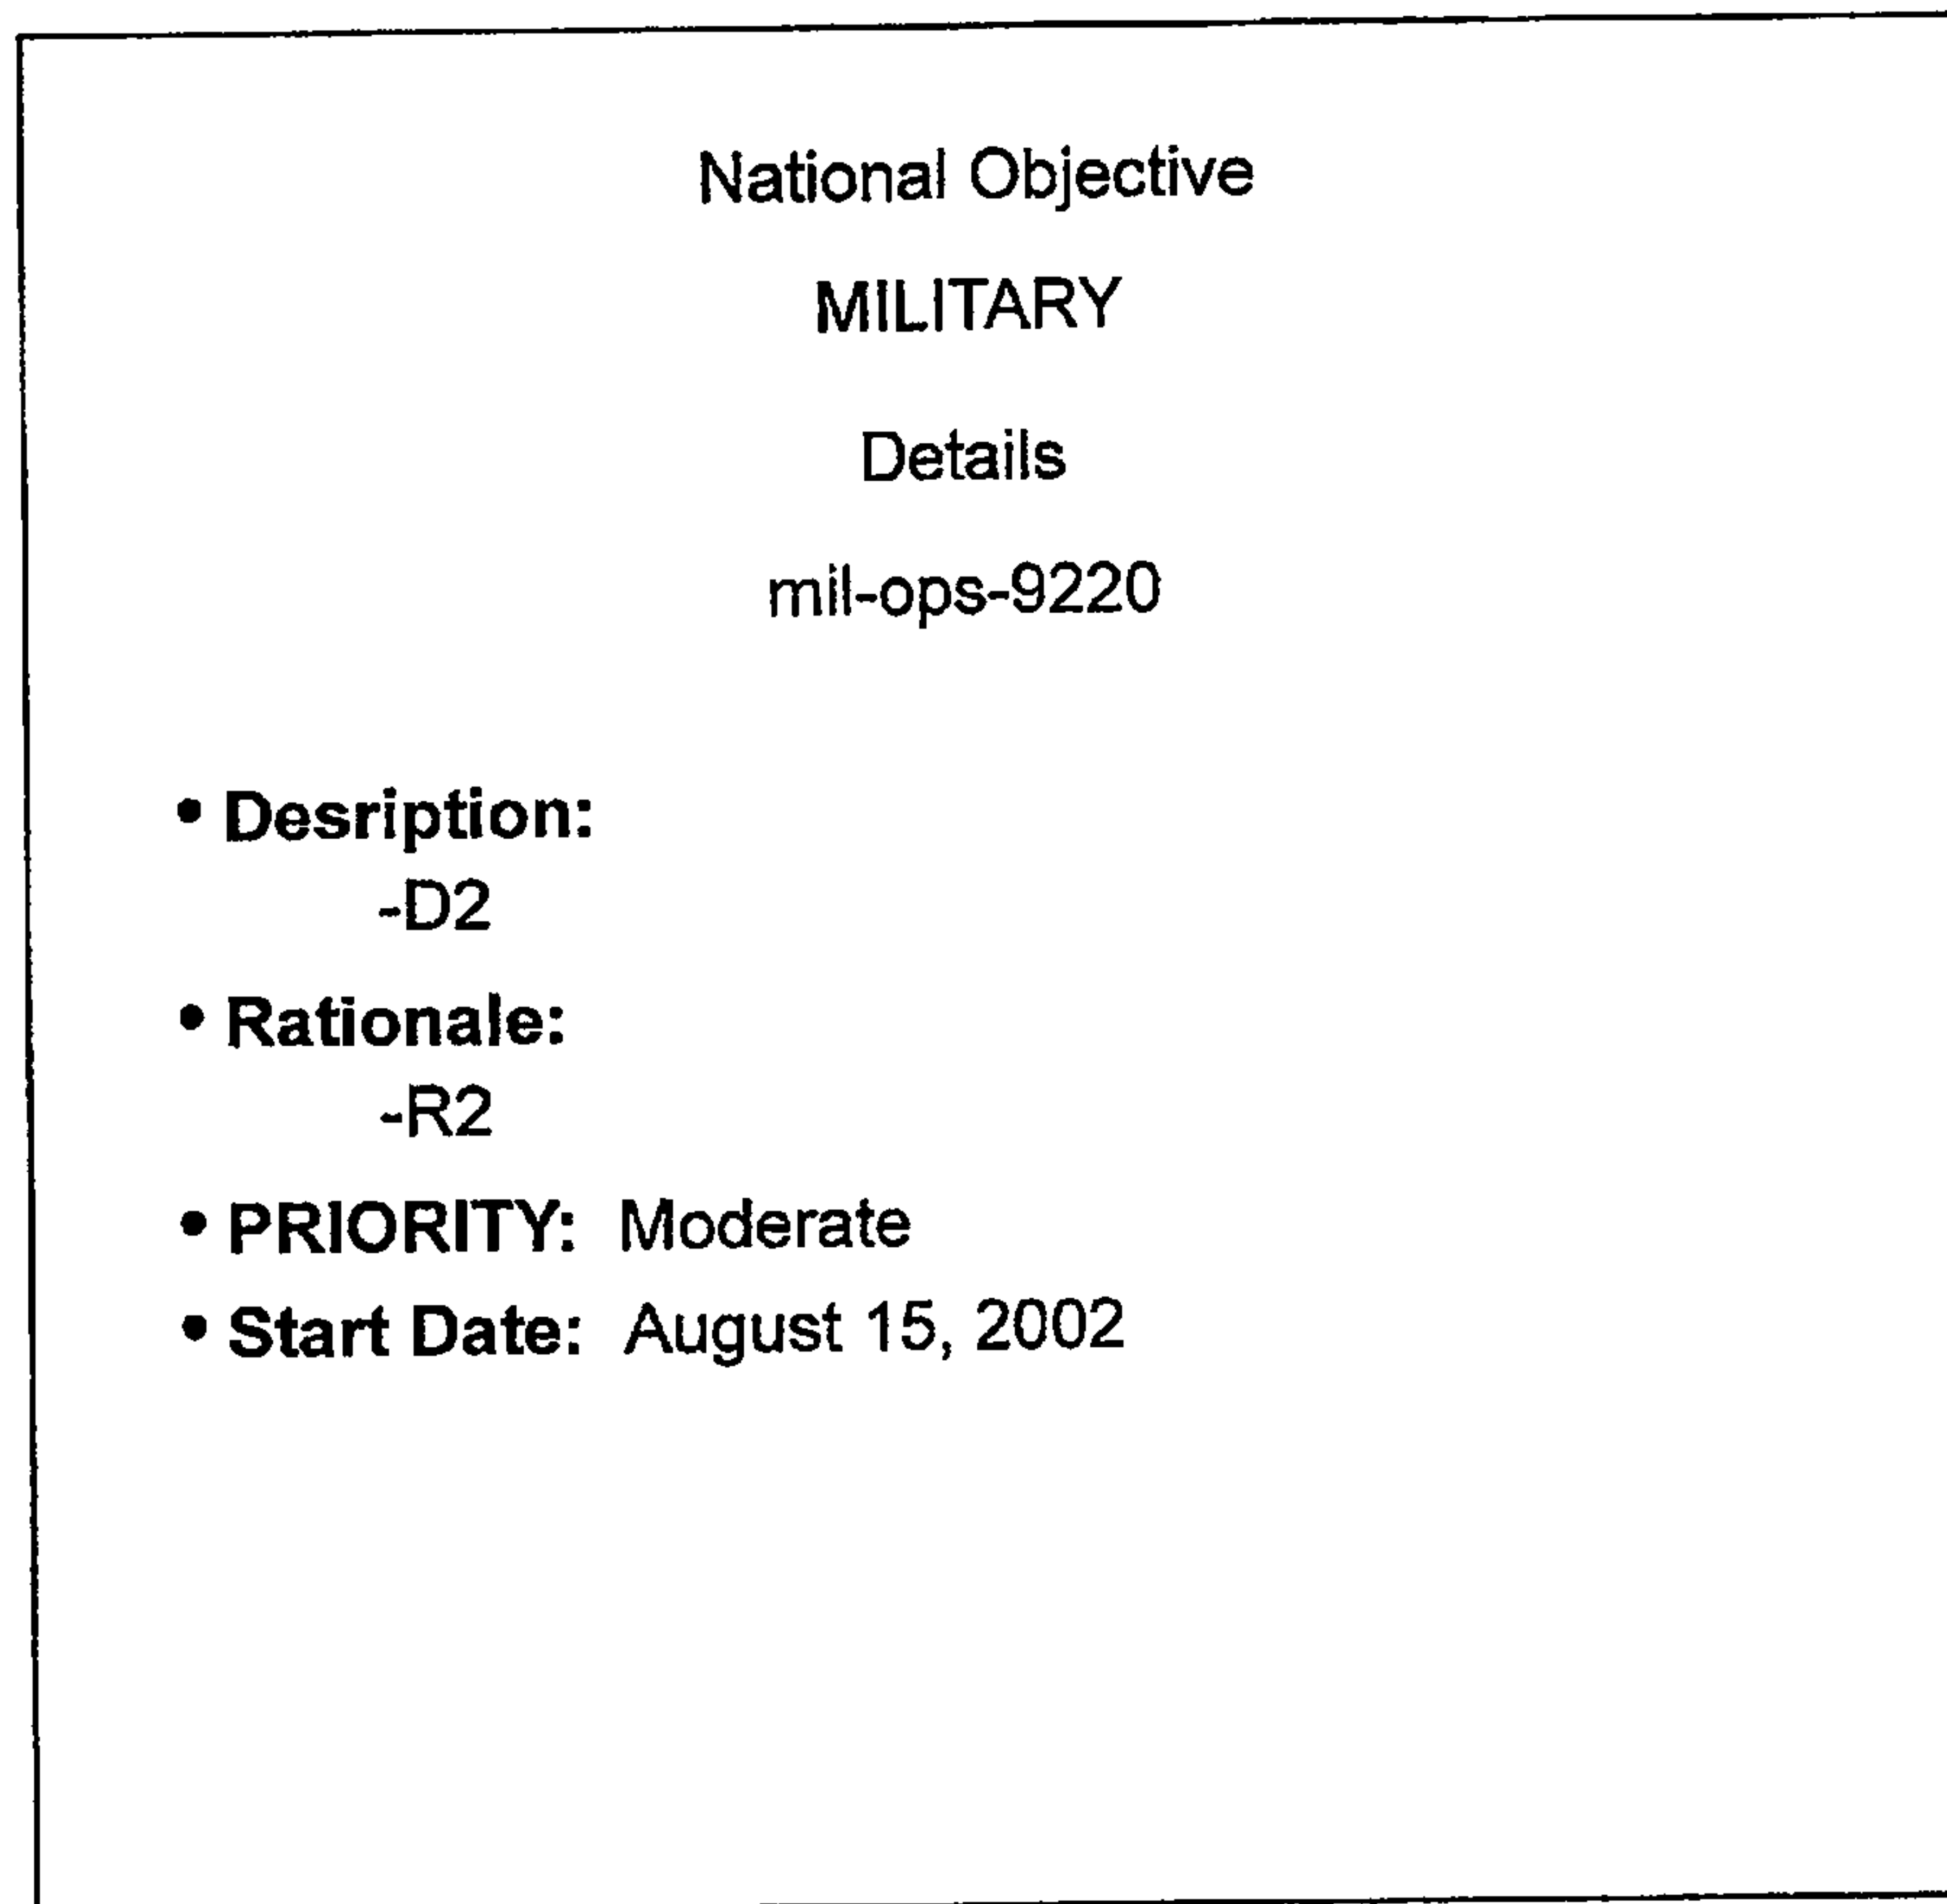 National Objective
MILITARY
Details
mil-ops-9220
• Desription:
-D2
• Rationale:
-R2
• PRIORITY: Moderate
• Start Date: August 15, 2002